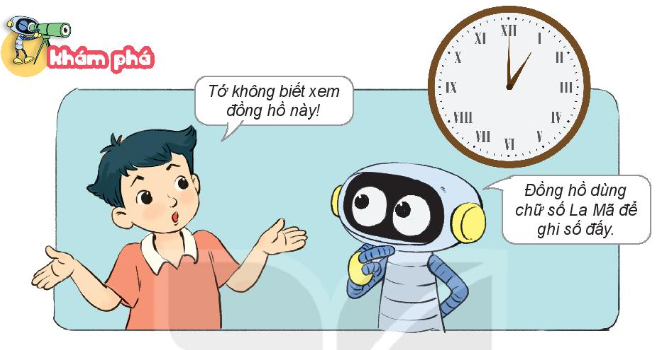 khám phá
Tớ không biết xem
đồng hồ này!
XII
XI
I
X
II
IX
III
VIII
IV
VII
V
VI
Đồng hồ dùng
chữ số La Mã để
ghi số đấy.